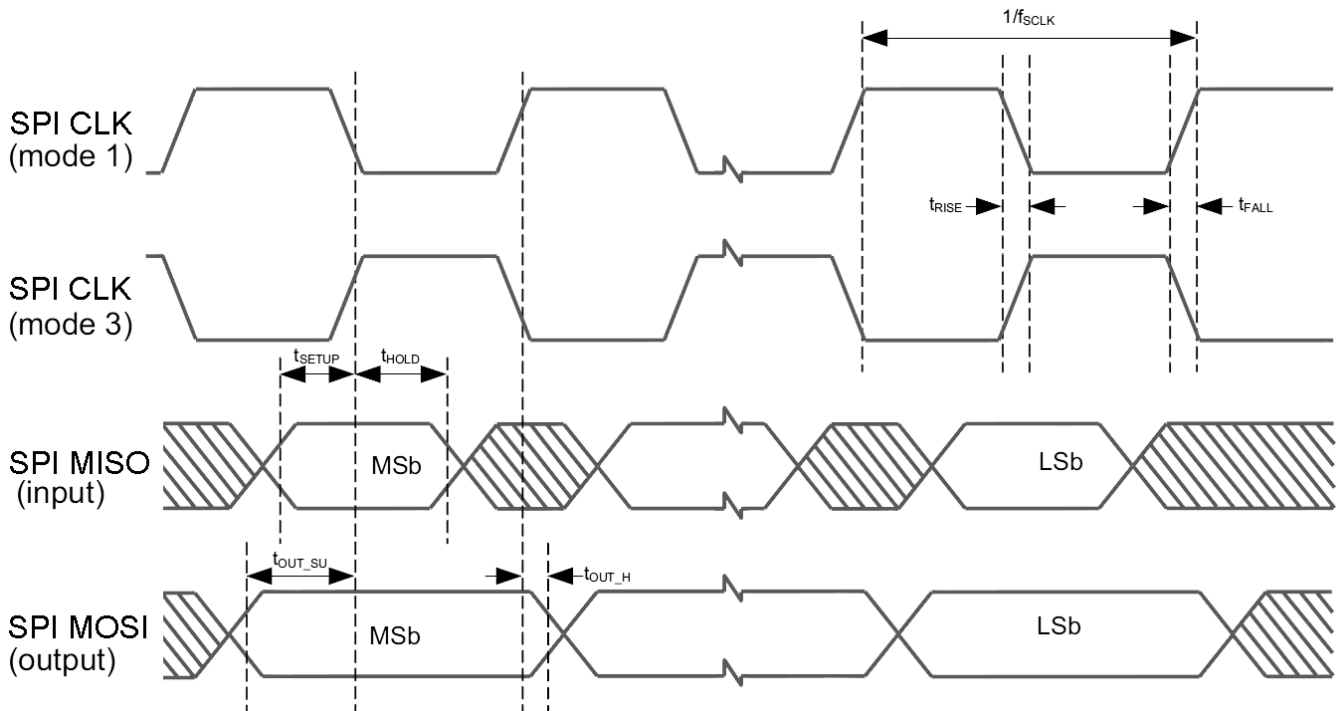 1/fSCLK
SPI CLK
(mode 1)
tRISE
tFALL
SPI CLK
(mode 3)
tSETUP
tHOLD
SPI MISO
(input)
MSb
LSb
tOUT_SU
tOUT_H
SPI MOSI
(output)
MSb
LSb